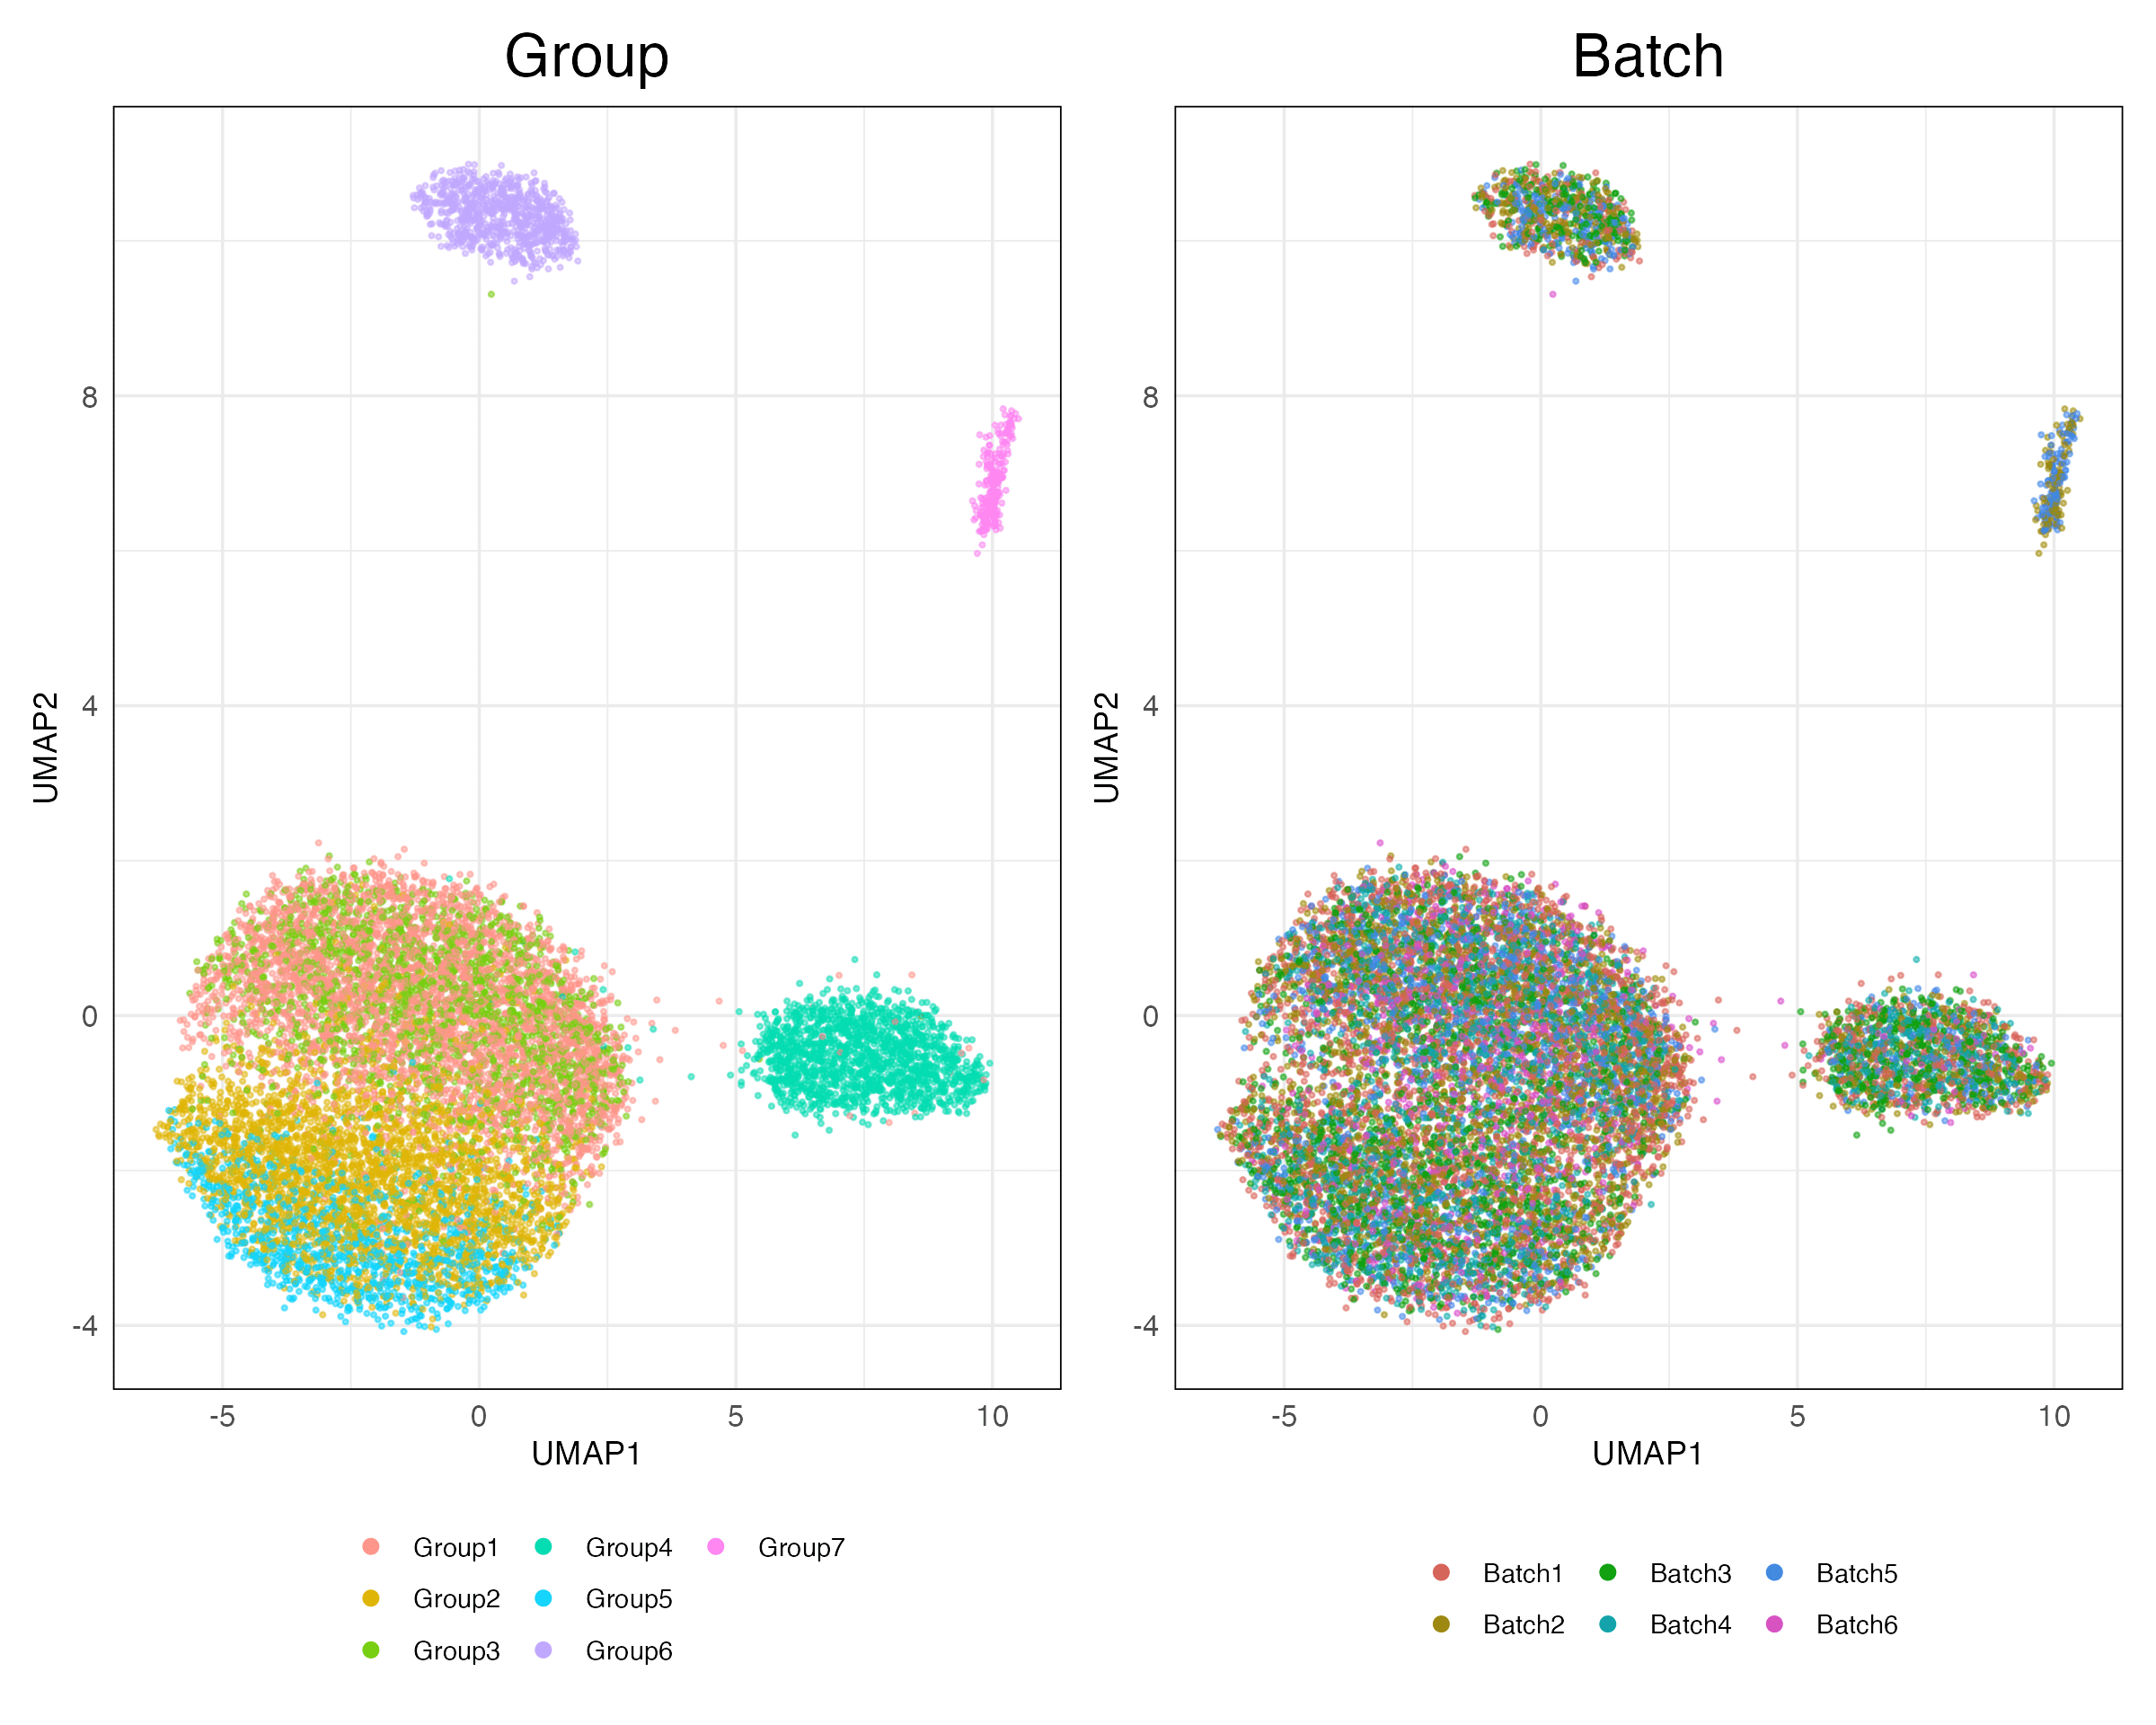 Group
Batch
UMAP2
8
4
0
-4
-5 0 5 10
UMAP1
UMAP2
8
4
0
-4
-5 0 5 10
UMAP1
Group1 Group4 Group7
Group2 Group5
Group3 Group6
Batch1 Batch3 Batch5
Batch2 Batch4 Batch6